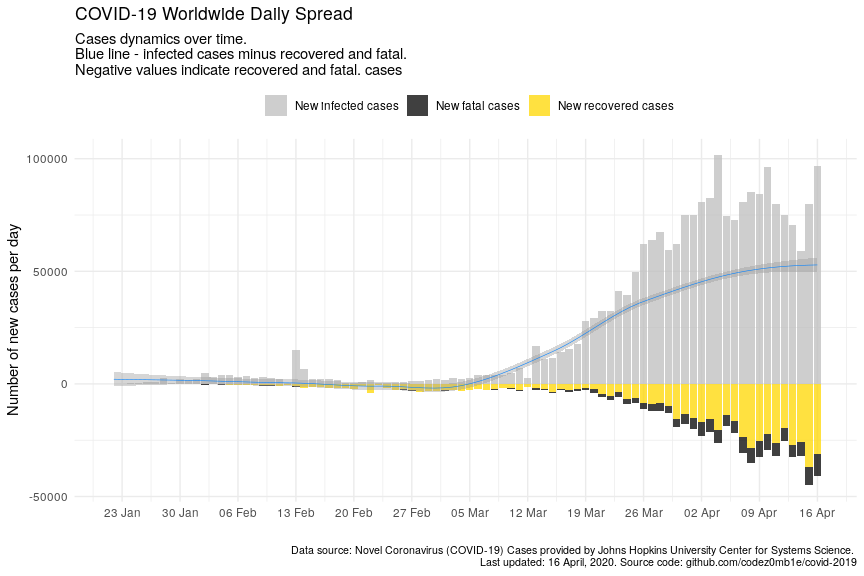 COVID-19 Worldwide Daily Spread
Cases dynamics over time.
Blue line - infected cases minus recovered and fatal.
Negative values indicate recovered and fatal. cases
New infected cases New fatal cases New recovered cases
Number of new cases per day
100000
50000
0
-50000
23 Jan 30 Jan 06 Feb 13 Feb 20 Feb 27 Feb 05 Mar 12 Mar 19 Mar 26 Mar 02 Apr 09 Apr 16 Apr
Data source: Novel Coronavirus (COVID-19) Cases provided by Johns Hopkins University Center for Systems Science.
Last updated: 16 April, 2020. Source code: github.com/codez0mb1e/covid-2019